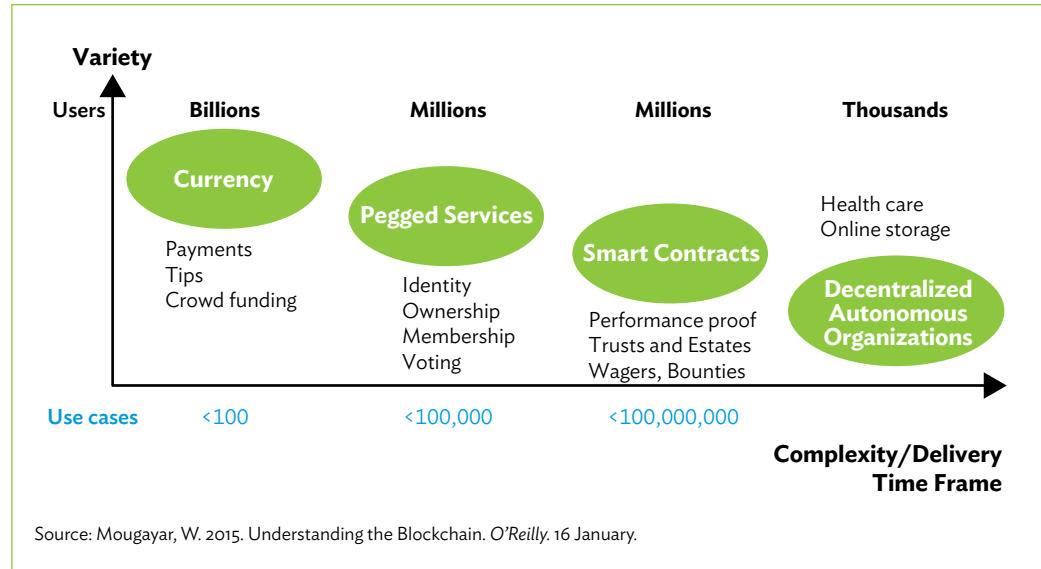 Variety
Users
Billions
Millions
Millions
Thousands
Currency
Payments
Tips
Crowd funding
Pegged Services
Identity
Ownership
Membership
Voting
Smart Contracts
Performance proof
Trusts and Estates
Wagers, Bounties
Health care
Online storage
Decentralized
Autonomous
Organizations
Use cases
<100
<100,000
<100,000,000
Complexity/Delivery
Time Frame
Source: Mougayar, W. 2015. Understanding the Blockchain. O’Reilly. 16 January.